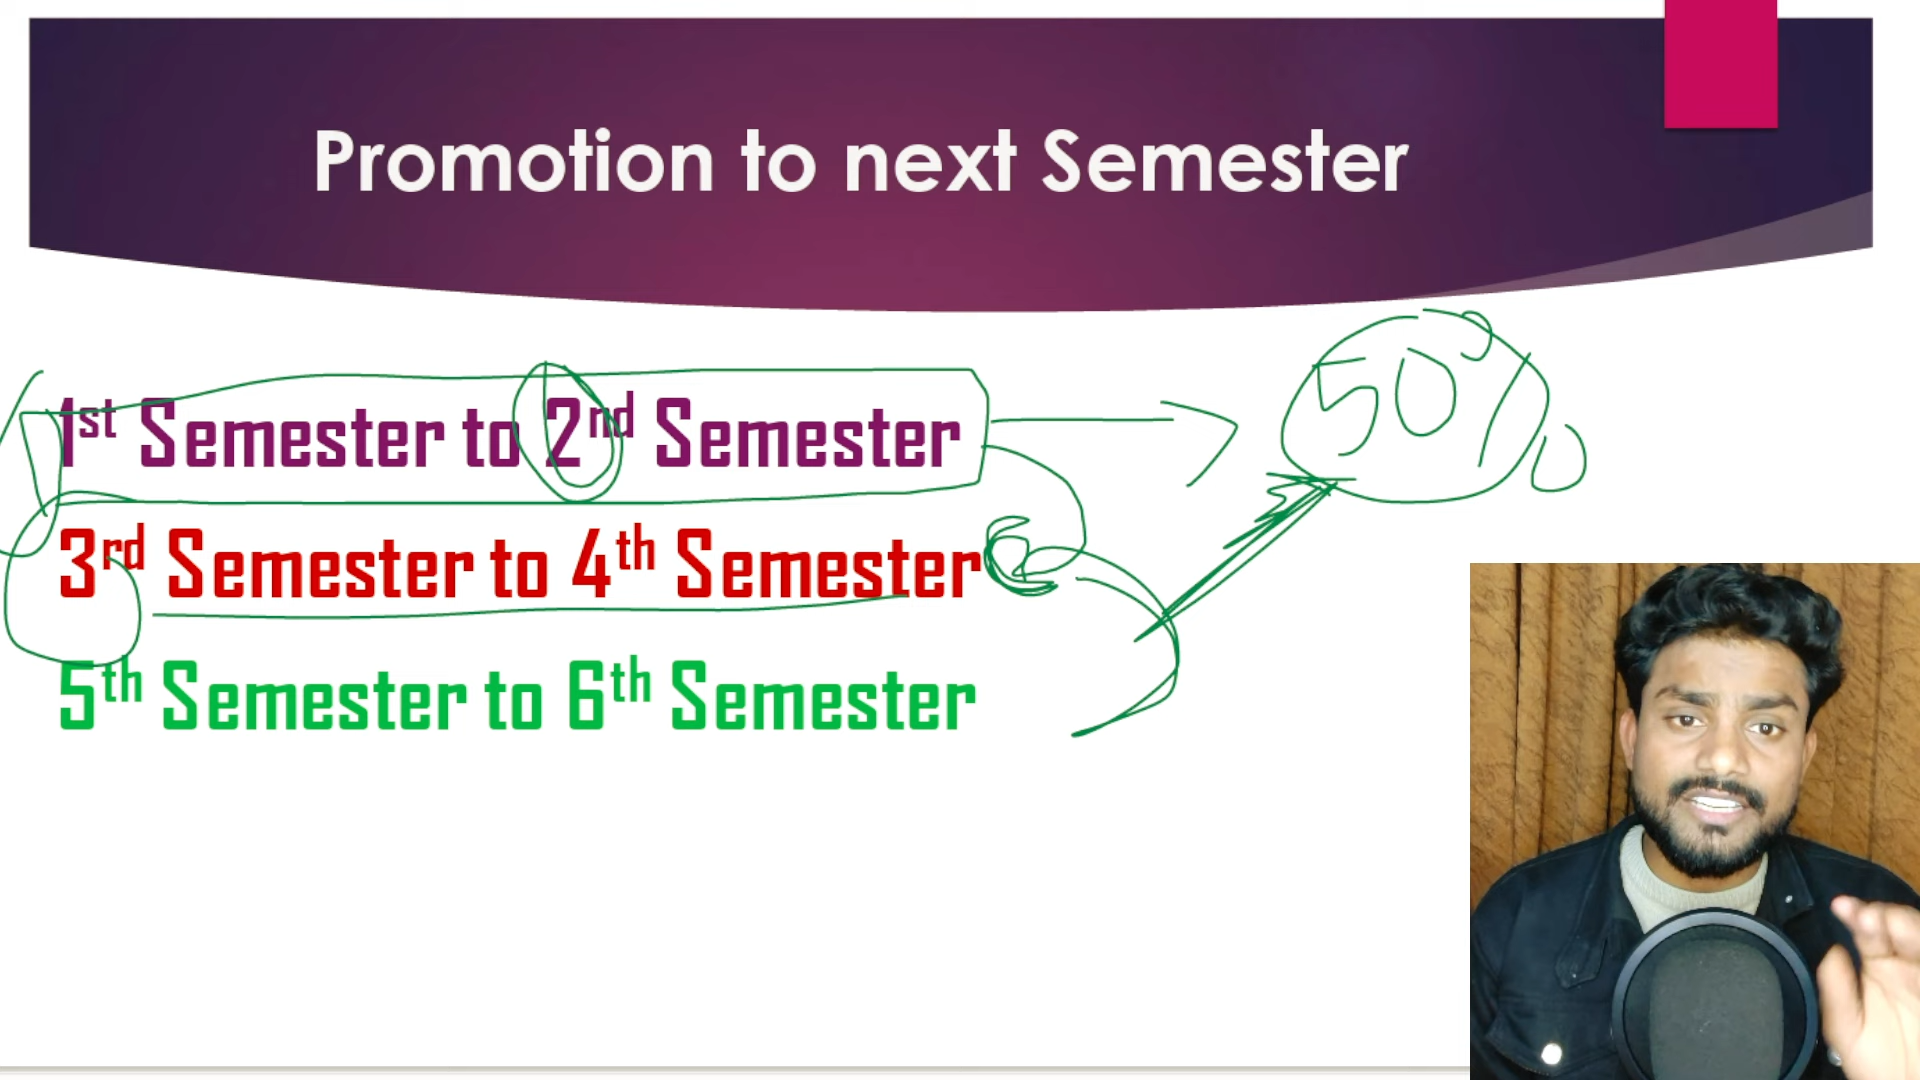 Promotion to next Semester
1st Semester to 2nd Semester
50%
3rd Semester to 4th Semester
5th Semester to 6th Semester